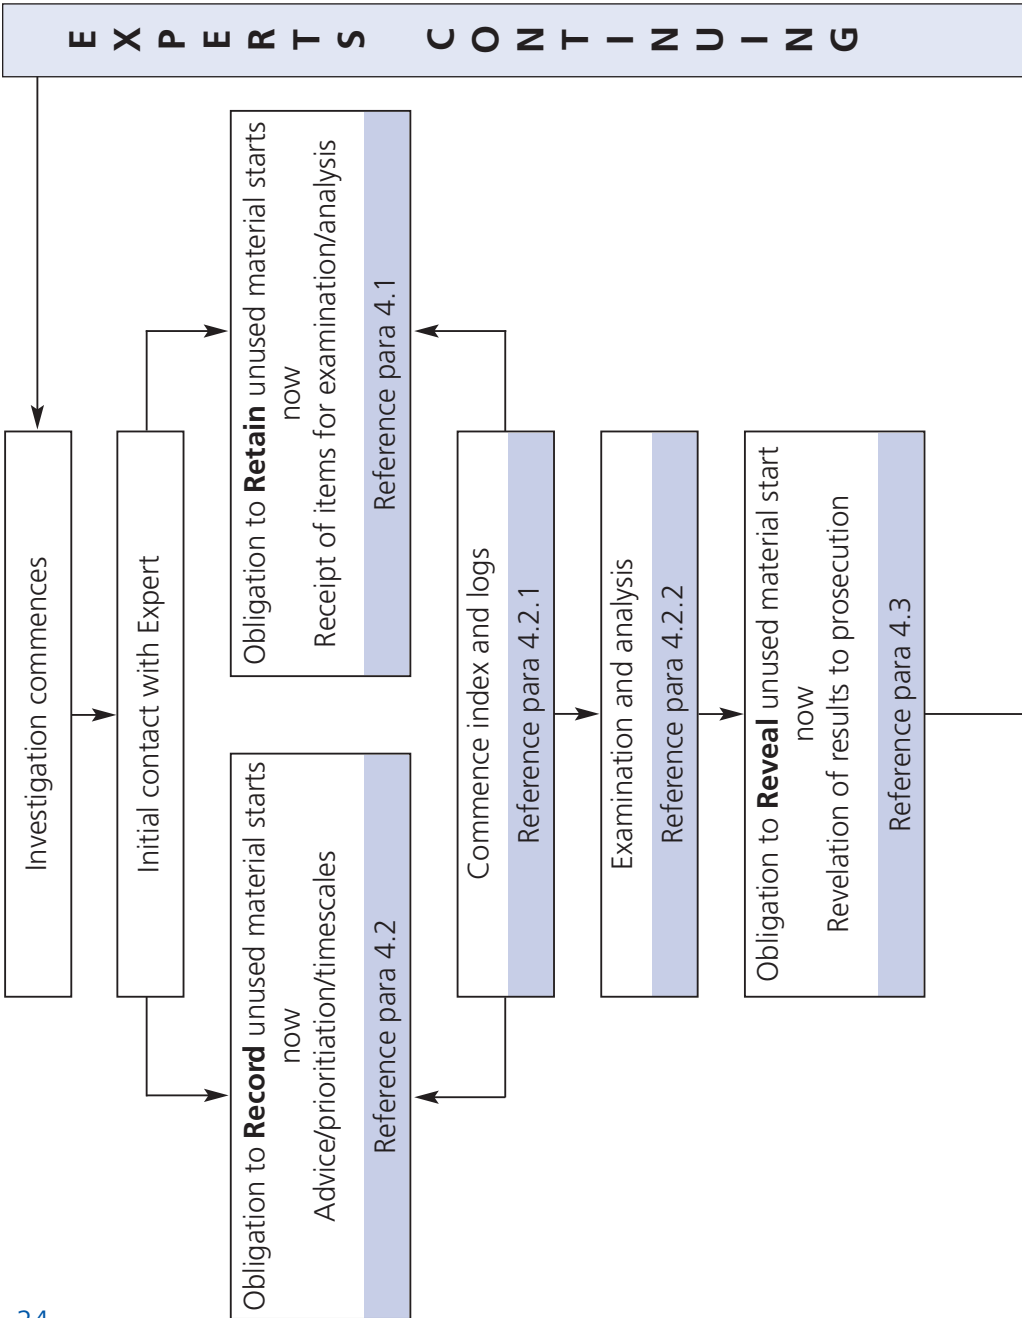 EXPERTS CONTINUING
Investigation commences
Initial contact with Expert
Obligation to Record unused material starts
now
Advice/prioritiation/timescales
Reference para 4.2
Obligation to Retain unused material starts
now
Receipt of items for examination/analysis
Reference para 4.1
Commence index and logs
Reference para 4.2.1
Examination and analysis
Reference para 4.2.2
Obligation to Reveal unused material start
now
Revelation of results to prosecution
Reference para 4.3